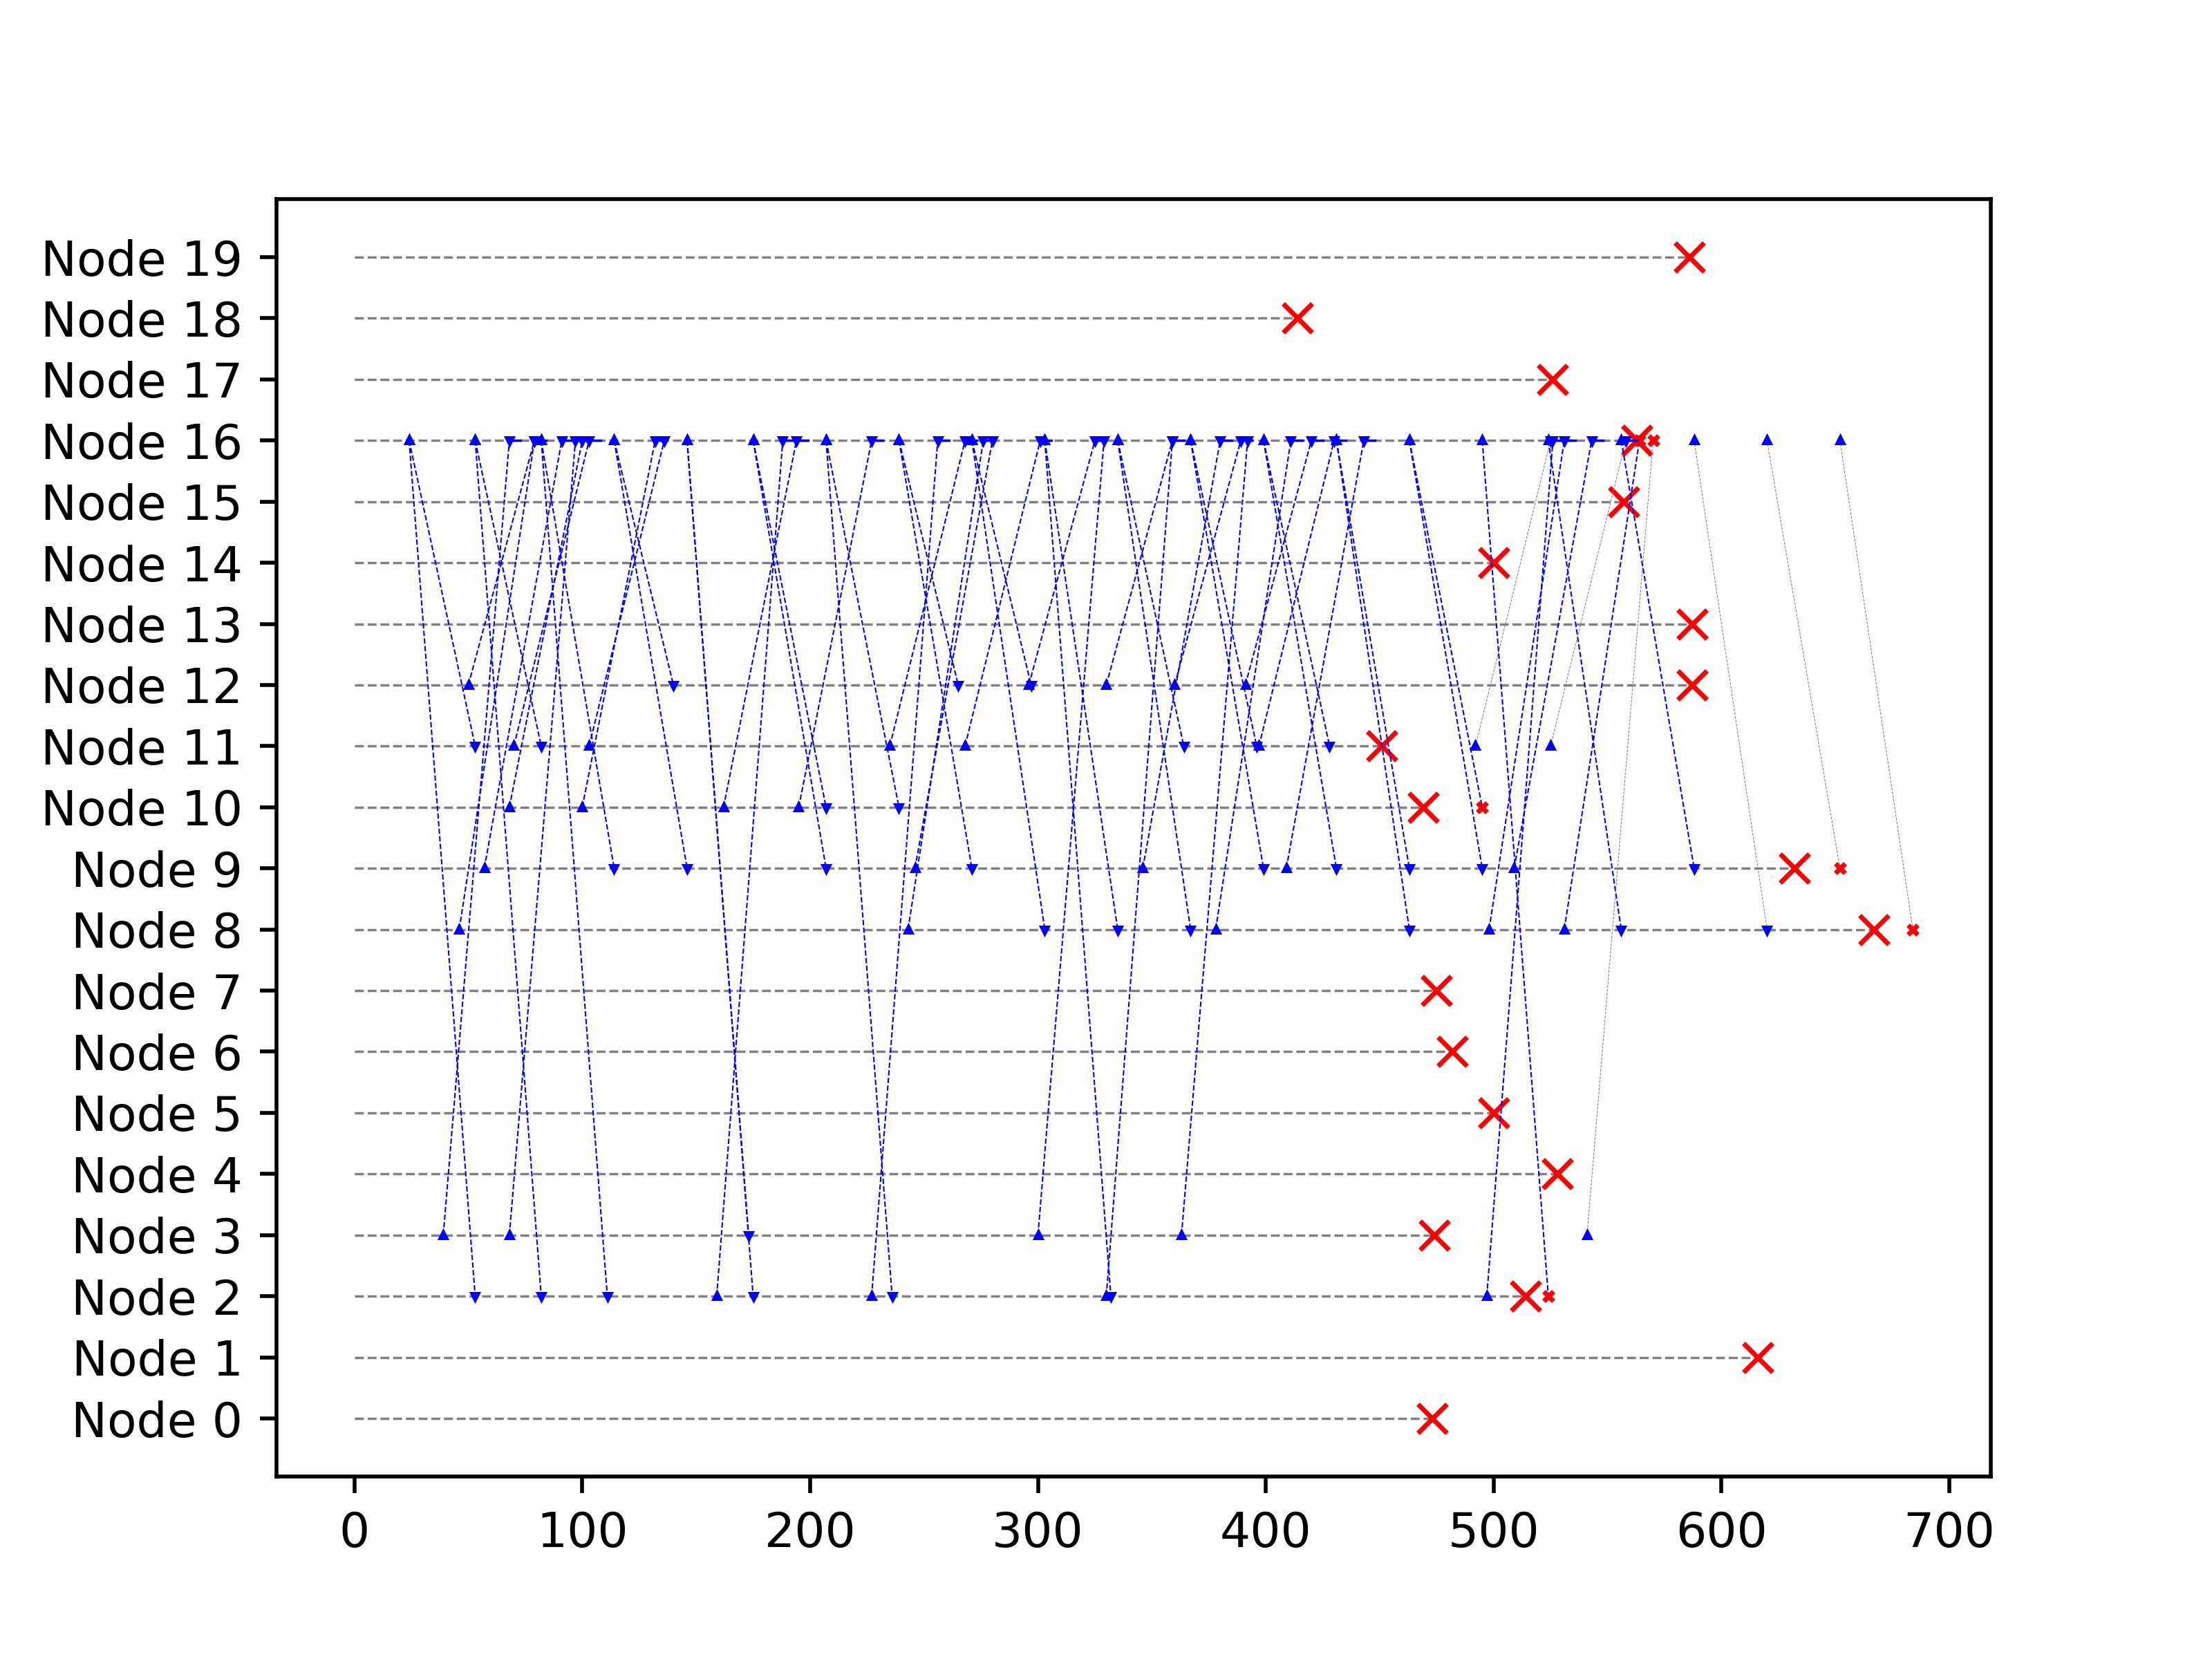 Node 19
Node 18
Node 17
Node 16
Node 15
Node 14
Node 13
Node 12
Node 11
Node 10
Node 9
Node 8
Node 7
Node 6
Node 5
Node 4
Node 3
Node 2
Node 1
Node 0
0 100 200 300 400 500 600 700